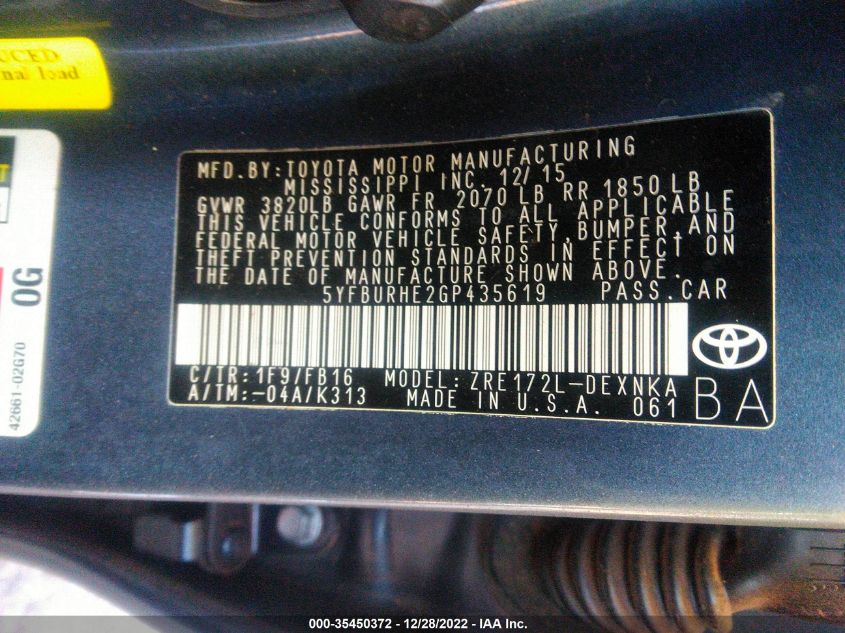 UCED
nal load
T
0G
42661-02G70
MFD.BY:TOYOTA MOTOR MANUFACTURING
MISSISSIPPI INC. 12/15
GVWR 3820LB GAWR FR 2070 LB RR 1850 LB
THIS VEHICLE CONFORMS TO ALL APPLICABLE
FEDERAL MOTOR VEHICLE SAFETY,BUMPER,AND
THEFT PREVENTION STANDARDS IN EFFECT ON
THE DATE OF MANUFACTURE SHOWN ABOVE.
5YFBURHE2GP435619 PASS.CAR
C/TR:1F9/FB16 MODEL:ZRE172L-DEXNKA
A/TM:-04A/K313 MADE IN U.S.A. 061
BA
000-35450372 - 12/28/2022 - IAA Inc.